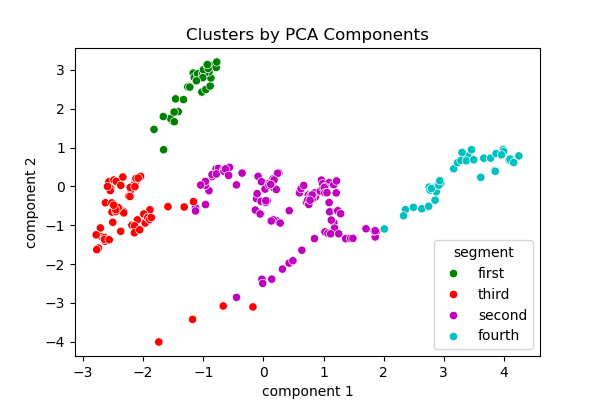 Clusters by PCA Components
component 2
3
2
1
0
−1
−2
−3
−4
segment
first
third
second
fourth
−3 −2 −1 0 1 2 3 4
component 1